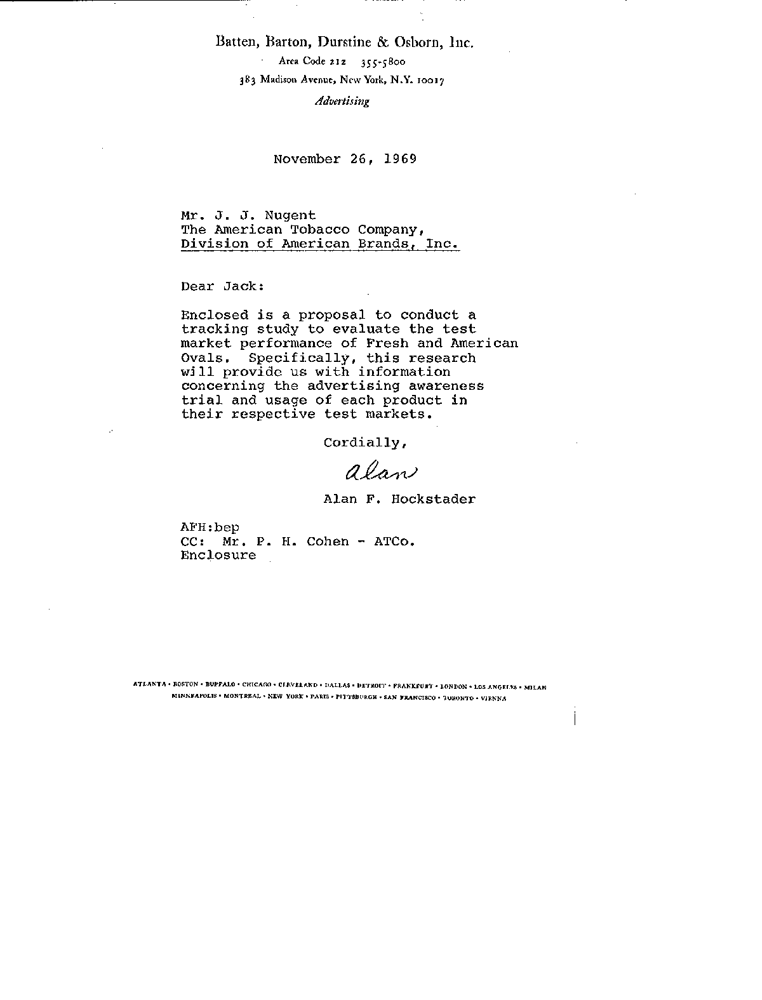 Batten, Barton, Durstine & Osborn, Inc.
Area Code 212 355-5800
383 Madison Avenue, New York, N.Y. 10017
Advertising
November 26, 1969
Mr. J. J. Nugent
The American Tobacco Company,
Division of American Brands, Inc.
Dear Jack:
Enclosed is a proposal to conduct a
tracking study to evaluate the test
market performance of Fresh and American
Ovals. Specifically, this research
will provide us with information
concerning the advertising awareness
trial and usage of each product in
their respective test markets.
Cordially,
Alan
Alan F. Hockstader
AFH:bep
CC: Mr. P. H. Cohen - ATCo.
Enclosure
ATLANTA • BOSTON • BUFFALO • CHICAGO • CLEVELAND • DALLAS • DETROIT • FRANKFURT • LONDON • LOS ANGELES • MILAN
MINNEAPOLIS • MONTREAL • NEW YORK • PARIS • PITTSBURGH • SAN FRANCISCO • TORONTO • VIENNA